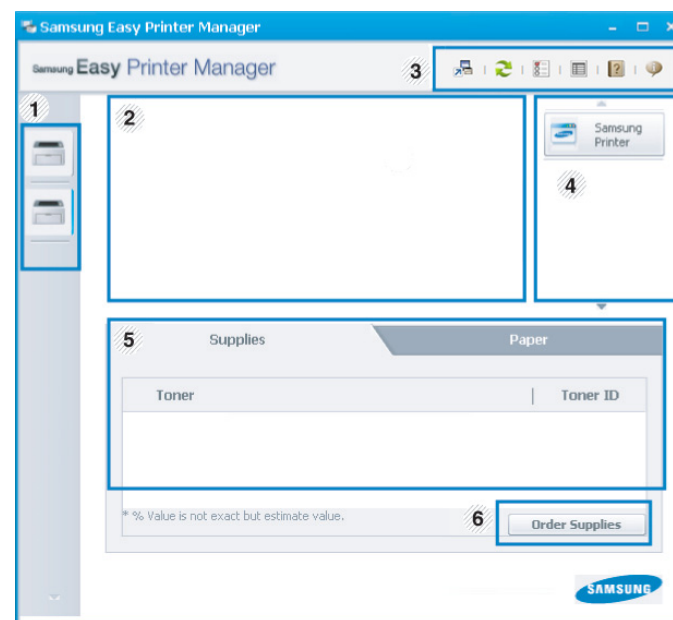 Samsung Easy Printer Manager
Samsung Easy Printer Manager
3
1
2
Samsung
Printer
4
5
Supplies
Paper
Toner
Toner ID
* % Value is not exact but estimate value.
6
Order Supplies
SAMSUNG